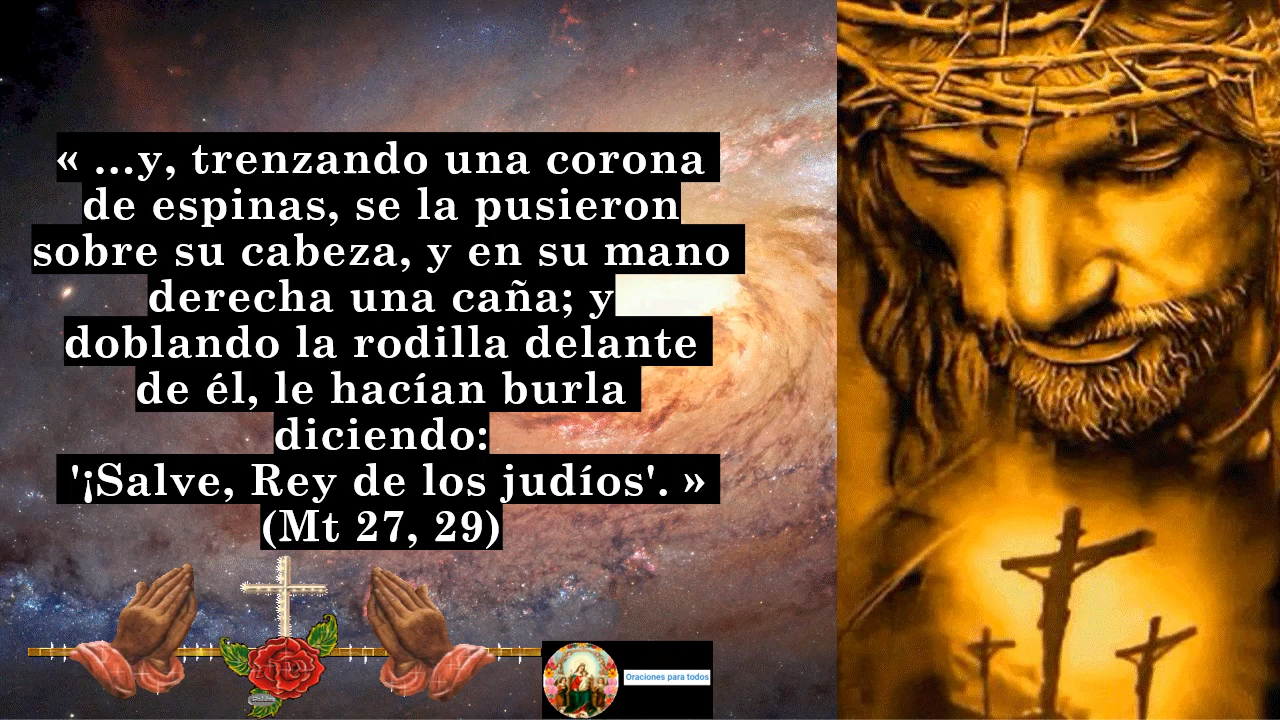 « ...y, trenzando una corona
de espinas, se la pusieron
sobre su cabeza, y en su mano
derecha una caña; y
doblando la rodilla delante
de él, le hacían burla
diciendo:
'¡Salve, Rey de los judíos'. »
(Mt 27, 29)
Oraciones para todos